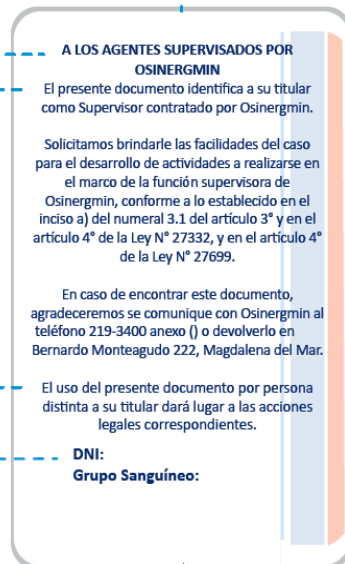 A LOS AGENTES SUPERVISADOS POR
OSINERGMIN
El presente documento identifica a su titular
como Supervisor contratado por Osinergmin.
Solicitamos brindarle las facilidades del caso
para el desarrollo de actividades a realizarse en
el marco de la función supervisora de
Osinergmin, conforme a lo establecido en el
inciso a) del numeral 3.1 del artículo 3° y en el
artículo 4° de la Ley N° 27332, y en el artículo 4°
de la Ley N° 27699.
En caso de encontrar este documento,
agradeceremos se comunique con Osinergmin al
teléfono 219-3400 anexo () o devolverlo en
Bernardo Monteagudo 222, Magdalena del Mar.
El uso del presente documento por persona
distinta a su titular dará lugar a las acciones
legales correspondientes.
DNI:
Grupo Sanguíneo: